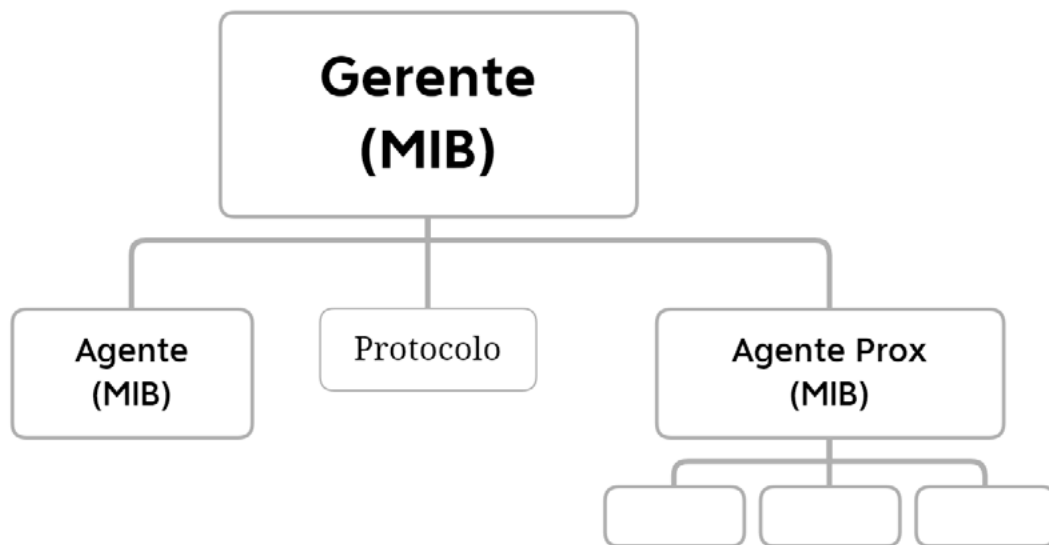 Gerente
(MIB)
Agente
(MIB)
Protocolo
Agente Prox
(MIB)